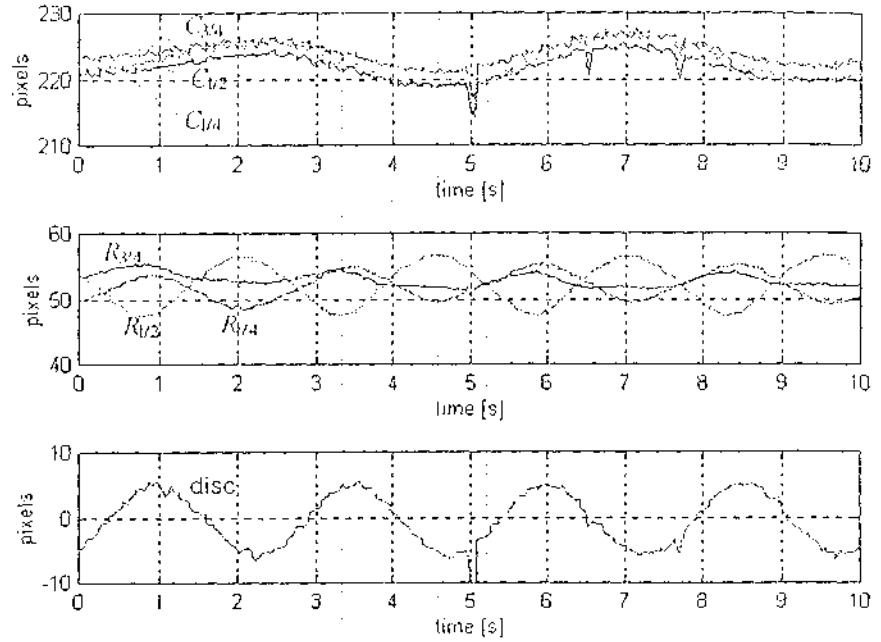 230
C3/4
220
C1/2
C1/4
210
pixels
0 1 2 3 4 5 6 7 8 9 10
time [s]
60
R3/4
50
R1/2 R1/4
40
pixels
0 1 2 3 4 5 6 7 8 9 10
time [s]
10
disc
0
-10
pixels
0 1 2 3 4 5 6 7 8 9 10
time [s]